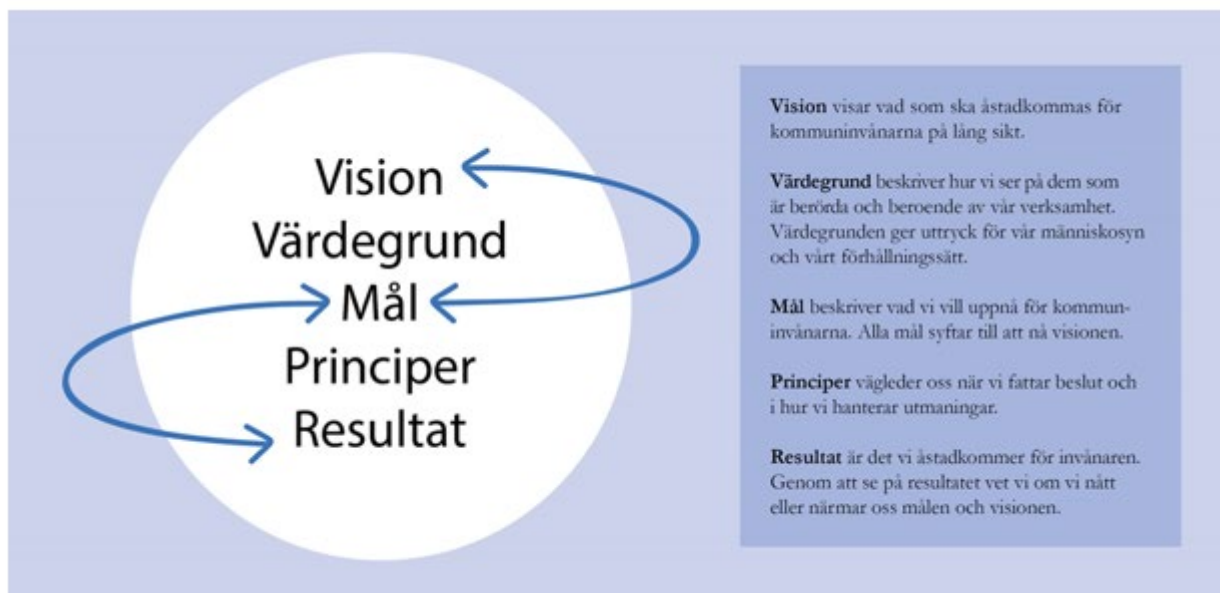 Vision
Värdegrund
Mål
Principer
Resultat
Vision visar vad som ska åstadkommas för
kommuninvånarna på lång sikt.
Värdegrund beskriver hur vi ser på dem som
är berörda och beroende av vår verksamhet.
Värdegrunden ger uttryck för vår människosyn
och vårt förhållningssätt.
Mål beskriver vad vi vill uppnå för kommun-
invånarna. Alla mål syftar till att nå visionen.
Principer vägleder oss när vi fattar beslut och
i hur vi hanterar utmaningar.
Resultat är det vi åstadkommer för invånaren.
Genom att se på resultatet vet vi om vi nått
eller närmar oss målen och visionen.